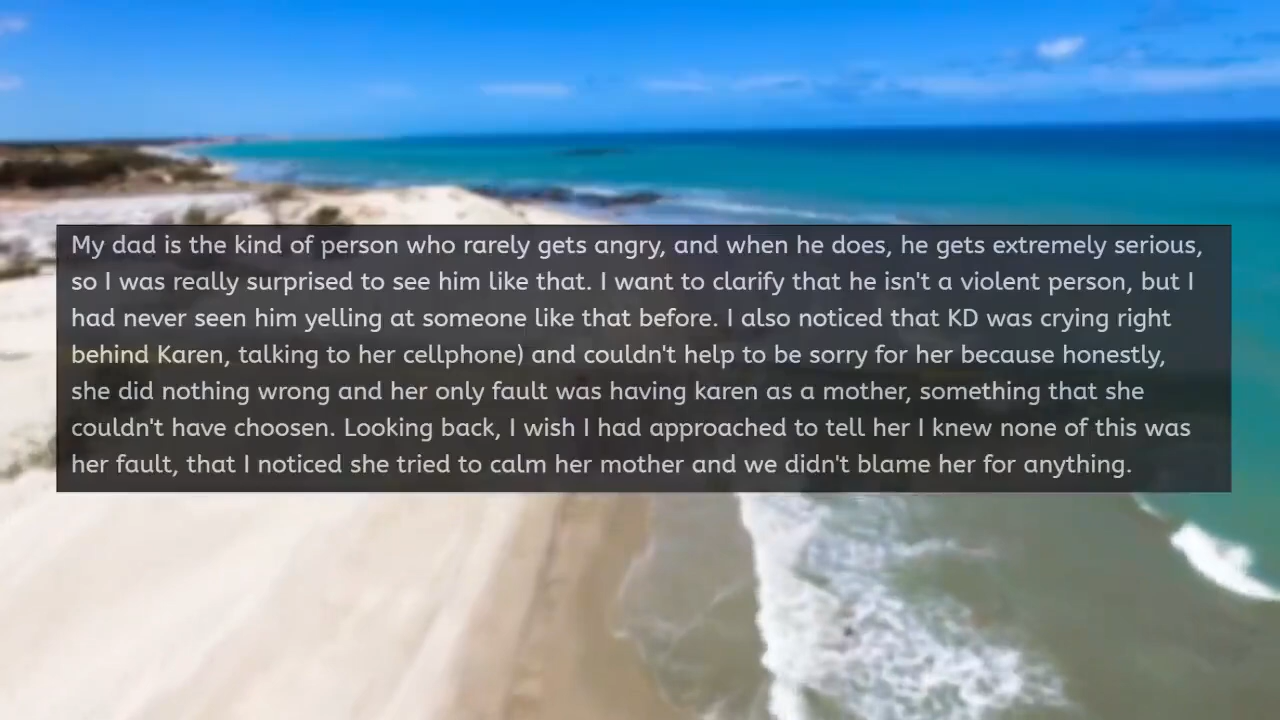 My dad is the kind of person who rarely gets angry, and when he does, he gets extremely serious,
so I was really surprised to see him like that. I want to clarify that he isn't a violent person, but I
had never seen him yelling at someone like that before. I also noticed that KD was crying right
behind Karen, talking to her cellphone) and couldn't help to be sorry for her because honestly,
she did nothing wrong and her only fault was having karen as a mother, something that she
couldn't have choosen. Looking back, I wish I had approached to tell her I knew none of this was
her fault, that I noticed she tried to calm her mother and we didn't blame her for anything.